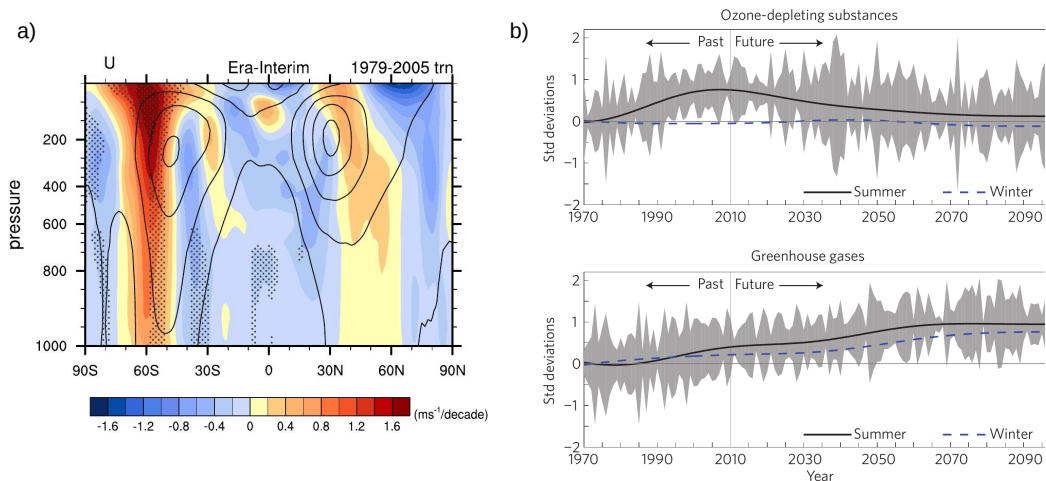 a)
U Era-Interim 1979-2005 trn
pressure
200
400
600
800
1000
90S 60S 30S 0 30N 60N 90N
-1.6 -1.2 -0.8 -0.4 0 0.4 0.8 1.2 1.6 (ms⁻¹/decade)
b)
Ozone-depleting substances
Past Future
Std deviations
2
1
0
−1
−2
Summer Winter
1970 1990 2010 2030 2050 2070 2090
Greenhouse gases
Past Future
Std deviations
2
1
0
−1
−2
Summer Winter
1970 1990 2010 2030 2050 2070 2090
Year